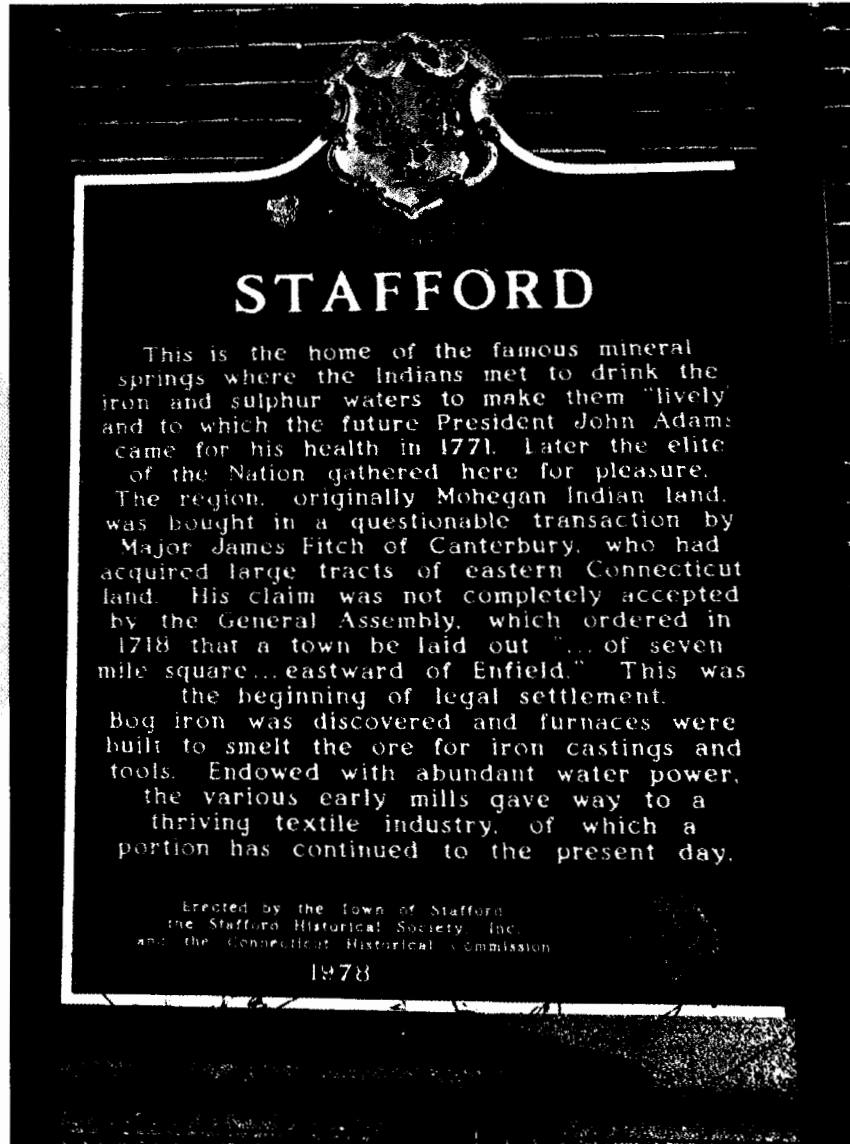 STAFFORD
This is the home of the famous mineral
springs where the Indians met to drink the
iron and sulphur waters to make them "lively"
and to which the future President John Adams
came for his health in 1771. Later the elite
of the Nation gathered here for pleasure.
The region, originally Mohegan Indian land,
was bought in a questionable transaction by
Major James Fitch of Canterbury, who had
acquired large tracts of eastern Connecticut
land. His claim was not completely accepted
by the General Assembly, which ordered in
1718 that a town be laid out "... of seven
mile square... eastward of Enfield." This was
the beginning of legal settlement.
Bog iron was discovered and furnaces were
built to smelt the ore for iron castings and
tools. Endowed with abundant water power,
the various early mills gave way to a
thriving textile industry, of which a
portion has continued to the present day.
Erected by the Town of Stafford
the Stafford Historical Society, Inc.
and the Connecticut Historical Commission
1978